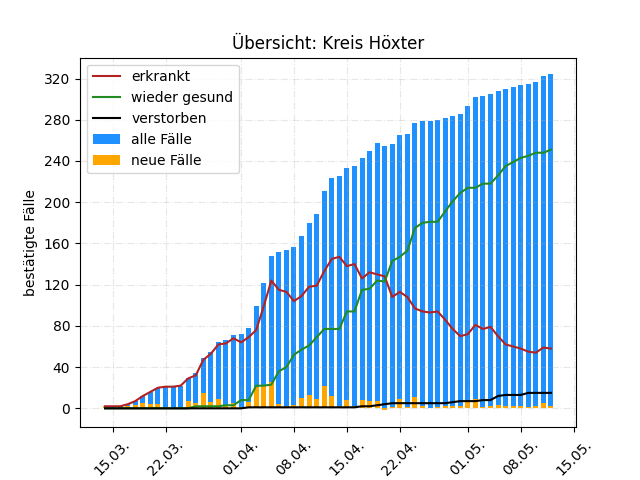 Übersicht: Kreis Höxter
erkrankt
wieder gesund
verstorben
alle Fälle
neue Fälle
bestätigte Fälle
320
280
240
200
160
120
80
40
0
15.03.
22.03.
01.04.
08.04.
15.04.
22.04.
01.05.
08.05.
15.05.